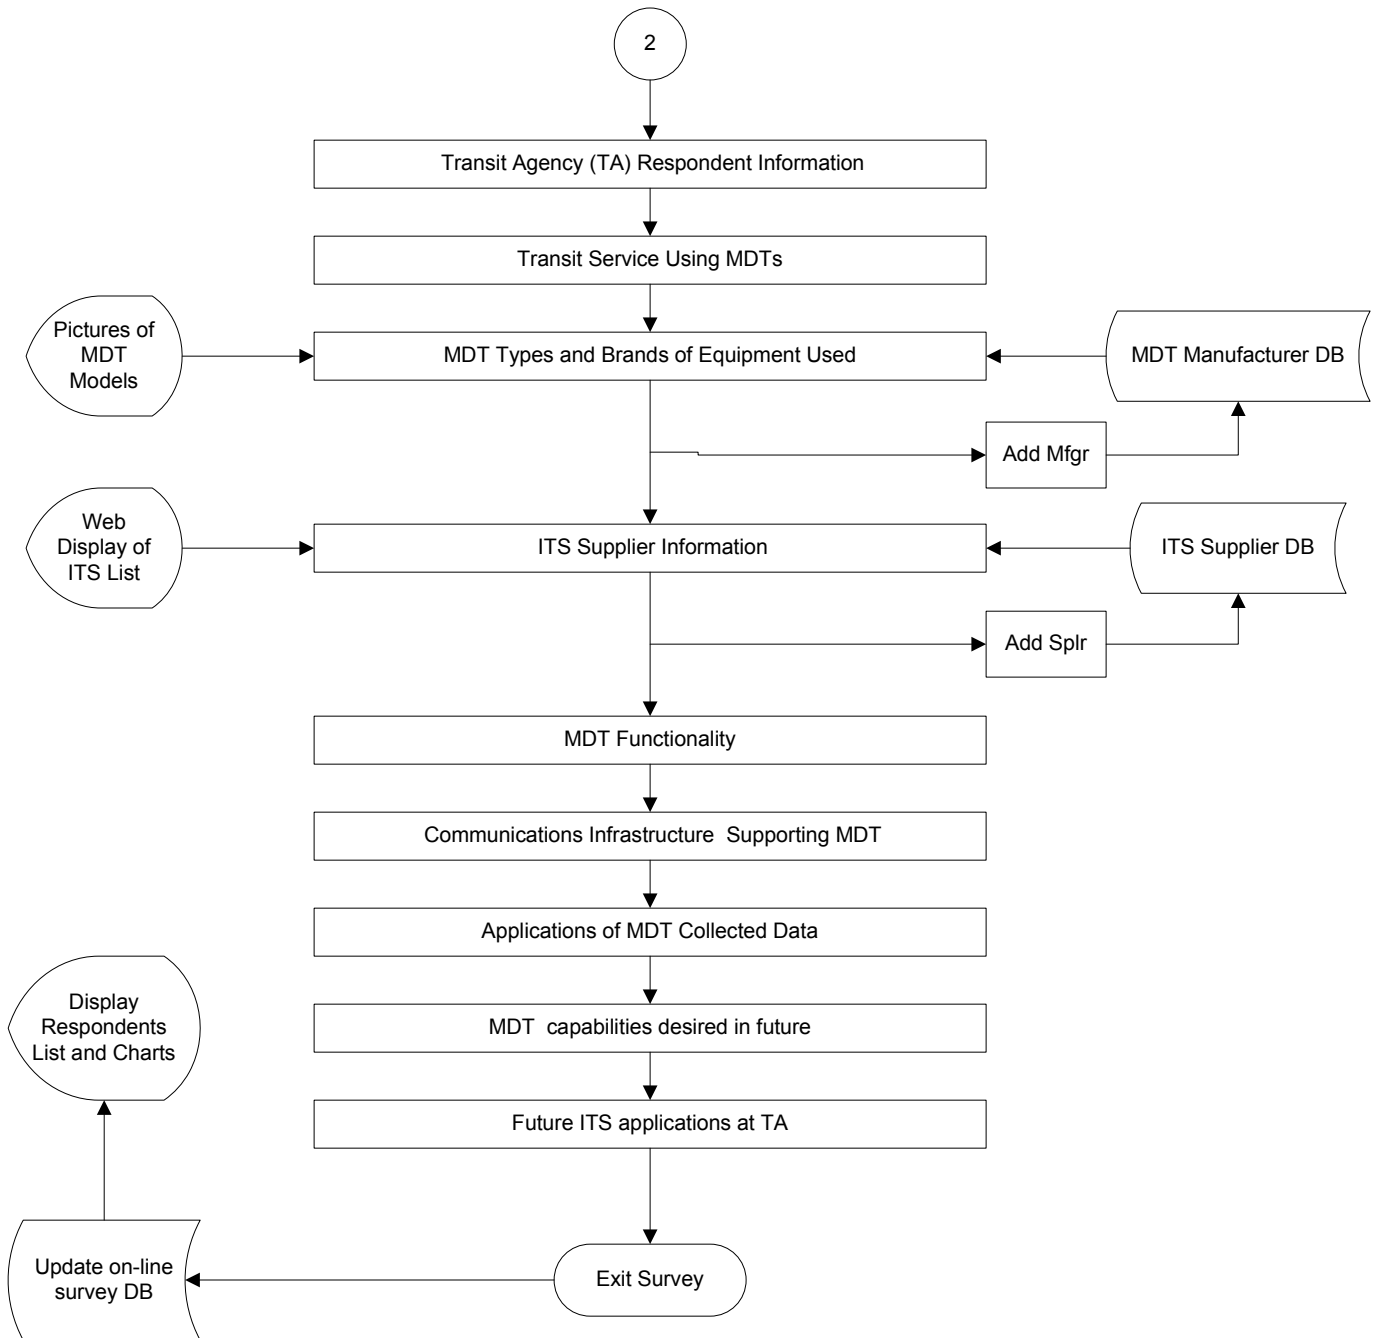 2
Transit Agency (TA) Respondent Information
Transit Service Using MDTs
Pictures of
MDT
Models
MDT Types and Brands of Equipment Used
MDT Manufacturer DB
Add Mfgr
Web
Display of
ITS List
ITS Supplier Information
ITS Supplier DB
Add Splr
MDT Functionality
Communications Infrastructure  Supporting MDT
Applications of MDT Collected Data
Display
Respondents
List and Charts
MDT  capabilities desired in future
Future ITS applications at TA
Update on-line
survey DB
Exit Survey